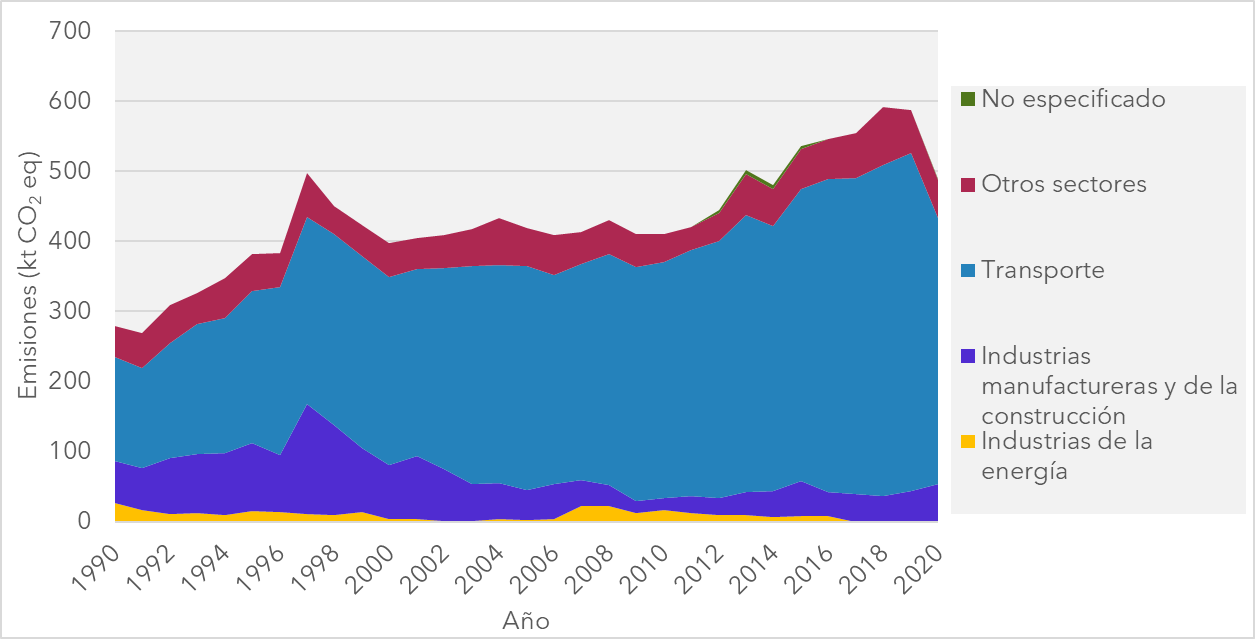 700
600
500
400
300
200
100
0
Emisiones (kt CO2 eq)
1990
1992
1994
1996
1998
2000
2002
2004
2006
2008
2010
2012
2014
2016
2018
2020
Año
No especificado
Otros sectores
Transporte
Industrias
manufactureras y de la
construcción
Industrias de la
energía